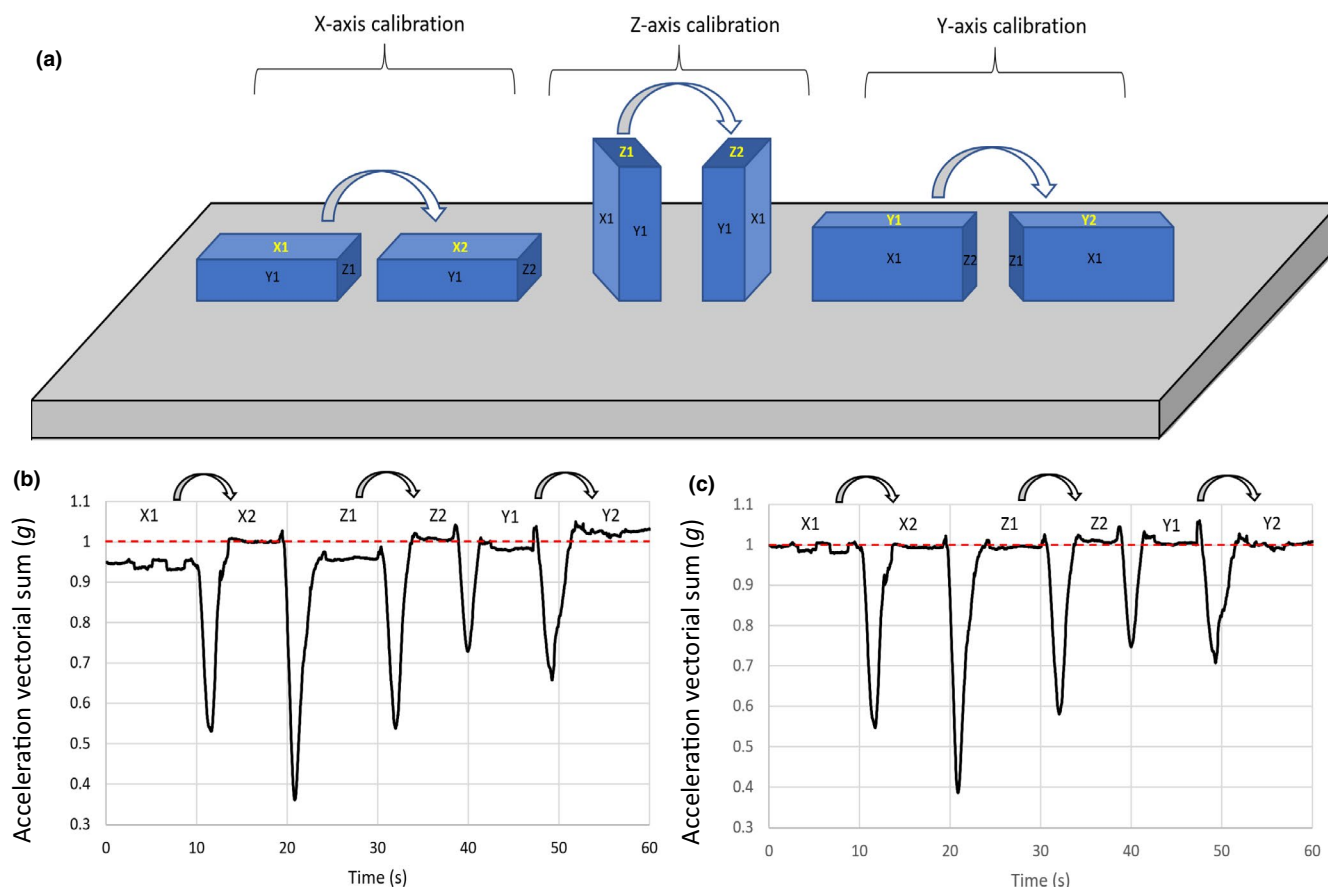 X-axis calibration
Z-axis calibration
Y-axis calibration
(a)
Z1
Z2
X1
Y1
Y1
X1
Y1
Y2
X1
X2
Y1
Z1
Y1
Z2
X1
Z2
Z1
X1
(b)
1.1
X1
X2
Z1
Z2
Y1
Y2
1
0.9
0.8
0.7
0.6
0.5
0.4
0.3
0
10
20
30
40
50
60
Acceleration vectorial sum (g)
Time (s)
(c)
1.1
X1
X2
Z1
Z2
Y1
Y2
1
0.9
0.8
0.7
0.6
0.5
0.4
0.3
0
10
20
30
40
50
60
Acceleration vectorial sum (g)
Time (s)